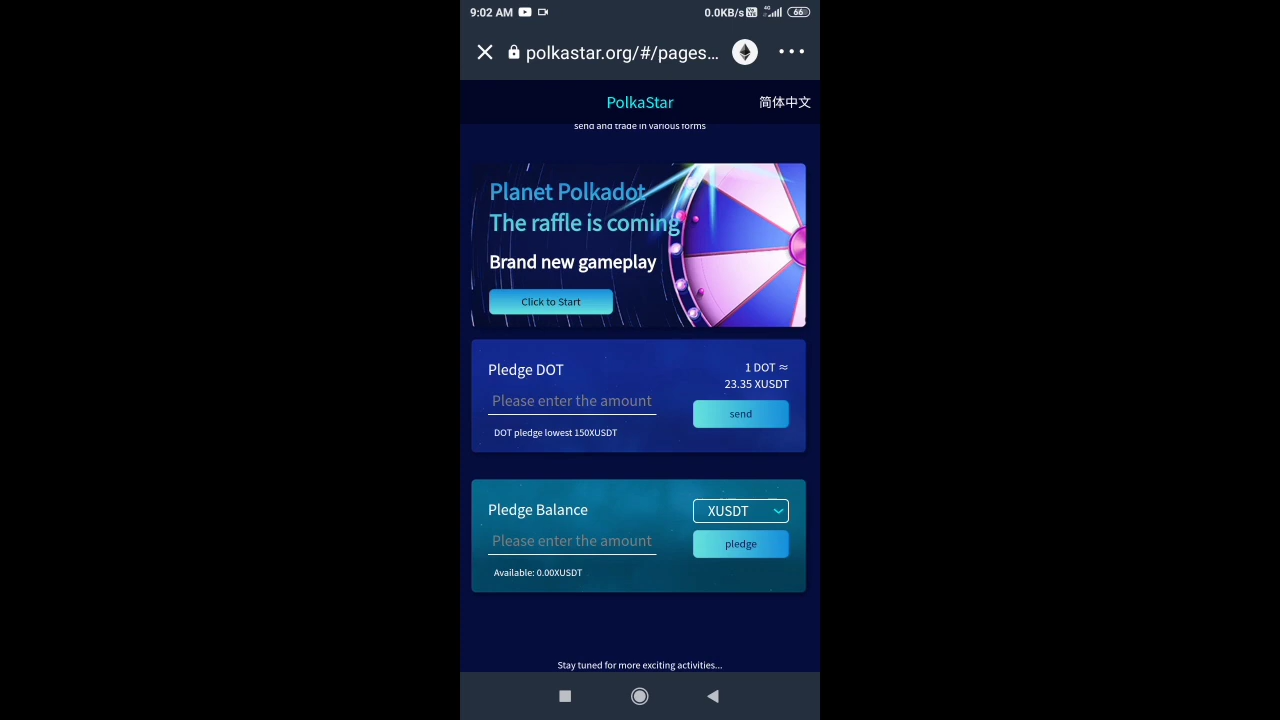 9:02 AM 0.0KB/s 4G 66
polkastar.org/#/pages...
PolkaStar 简体中文
send and trade in various forms
Planet Polkadot
The raffle is coming
Brand new gameplay
Click to Start
Pledge DOT
1 DOT ≈
23.35 XUSDT
Please enter the amount
send
DOT pledge lowest 150XUSDT
Pledge Balance
XUSDT
Please enter the amount
pledge
Available: 0.00XUSDT
Stay tuned for more exciting activities...